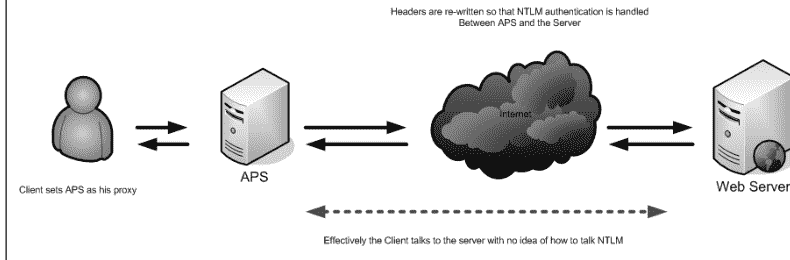 Headers are re-written so that NTLM authentication is handled
Between APS and the Server
Internet
Client sets APS as his proxy
APS
Web Server
Effectively the Client talks to the server with no idea of how to talk NTLM